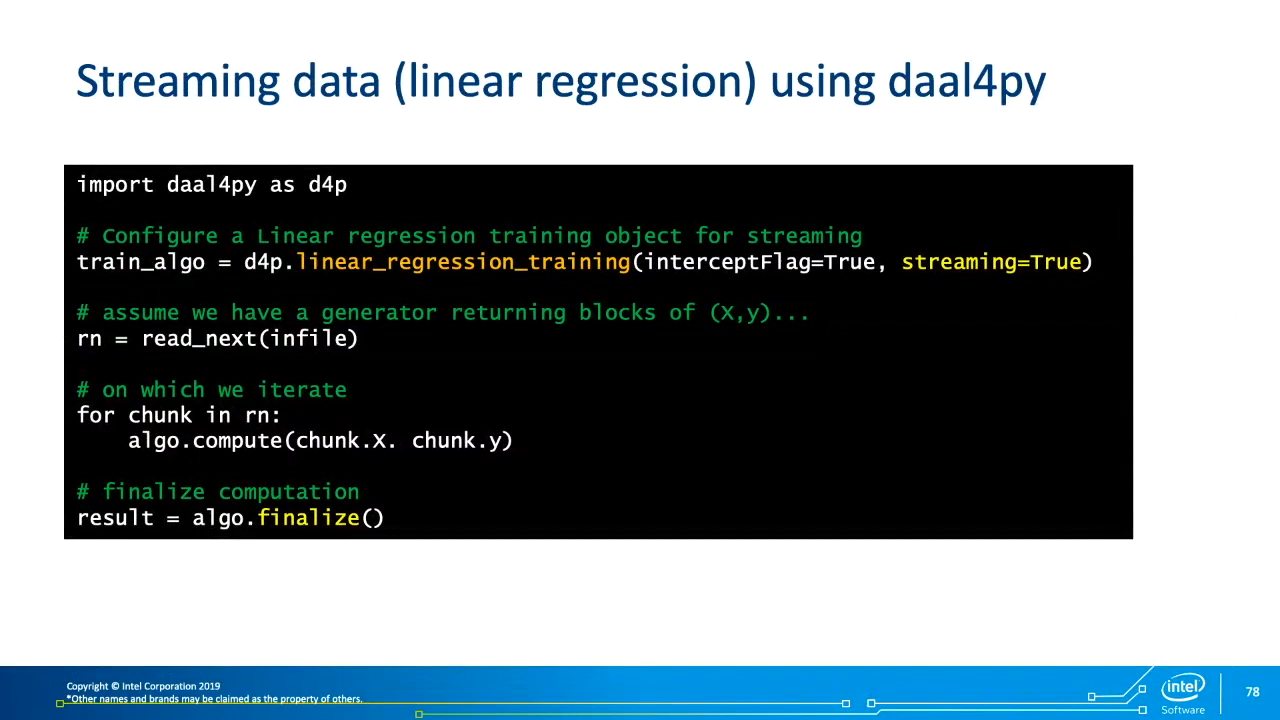 Streaming data (linear regression) using daal4py
import daal4py as d4p
# Configure a Linear regression training object for streaming
train_algo = d4p.linear_regression_training(interceptFlag=True, streaming=True)
# assume we have a generator returning blocks of (X,y)...
rn = read_next(infile)
# on which we iterate
for chunk in rn:
    algo.compute(chunk.X. chunk.y)
# finalize computation
result = algo.finalize()
Copyright © Intel Corporation 2019
*Other names and brands may be claimed as the property of others.
intel
Software
78